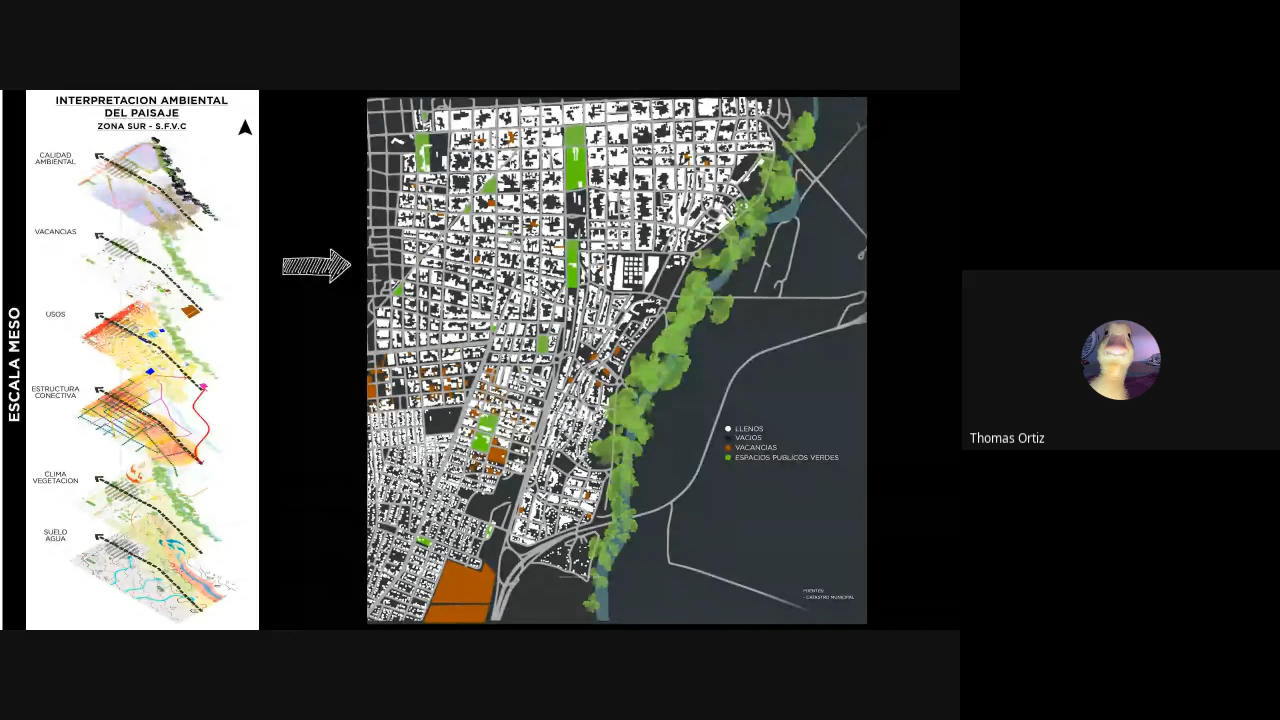 ESCALA MESO
INTERPRETACION AMBIENTAL
DEL PAISAJE
ZONA SUR - S.F.V.C
CALIDAD
AMBIENTAL
VACANCIAS
USOS
ESTRUCTURA
CONECTIVA
CLIMA
VEGETACION
SUELO
AGUA
LLENOS
VACIOS
VACANCIAS
ESPACIOS PUBLICOS VERDES
FUENTES:
- CATASTRO MUNICIPAL
Thomas Ortiz